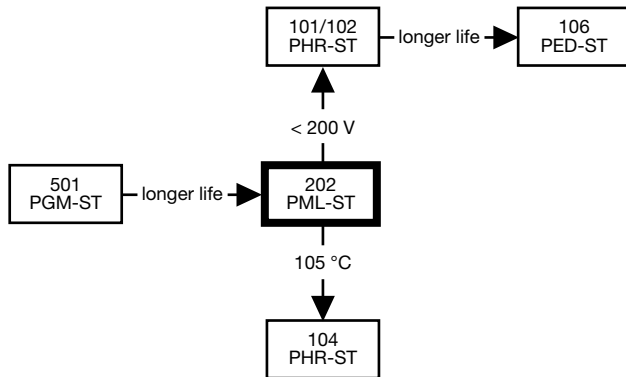 101/102
PHR-ST
longer life
106
PED-ST
< 200 V
501
PGM-ST
longer life
202
PML-ST
105 °C
104
PHR-ST